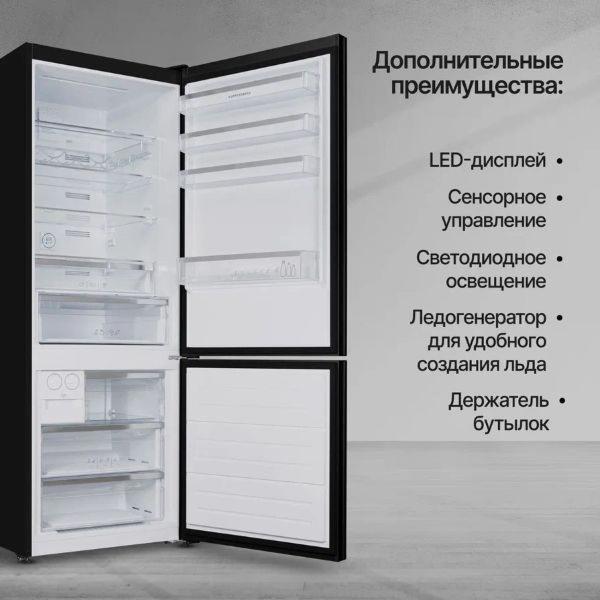 Дополнительные
преимущества:
LED-дисплей •
Сенсорное •
управление
Светодиодное •
освещение
Ледогенератор •
для удобного
создания льда
Держатель •
бутылок